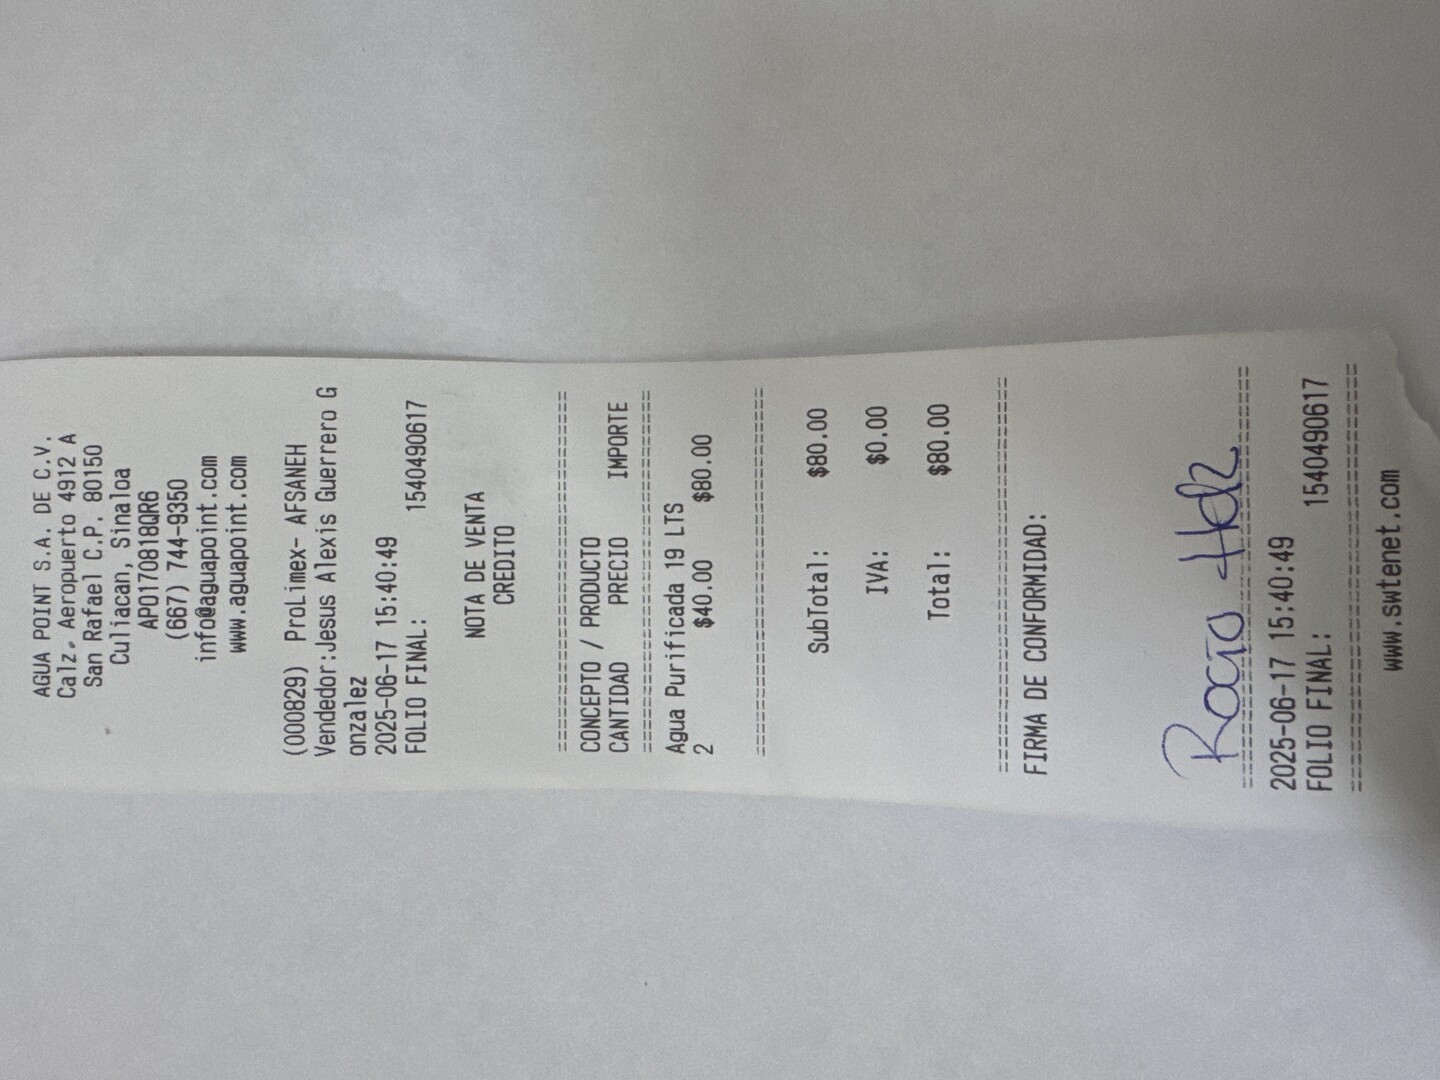 AGUA POINT S.A. DE C.V.
Calz. Aeropuerto 4912 A
San Rafael C.P. 80150
Culiacan, Sinaloa
APO170818QR6
(667) 744-9350
info@aguapoint.com
www.aguapoint.com
(000829) ProLimex- AFSANEH
Vendedor:Jesus Alexis Guerrero G
onzalez
2025-06-17 15:40:49
FOLIO FINAL: 1540490617
NOTA DE VENTA
CREDITO
CONCEPTO / PRODUCTO
CANTIDAD PRECIO IMPORTE
Agua Purificada 19 LTS
2 $40.00 $80.00
SubTotal: $80.00
IVA: $0.00
Total: $80.00
FIRMA DE CONFORMIDAD:
Rocío Hdz
2025-06-17 15:40:49
FOLIO FINAL: 1540490617
www.swtenet.com